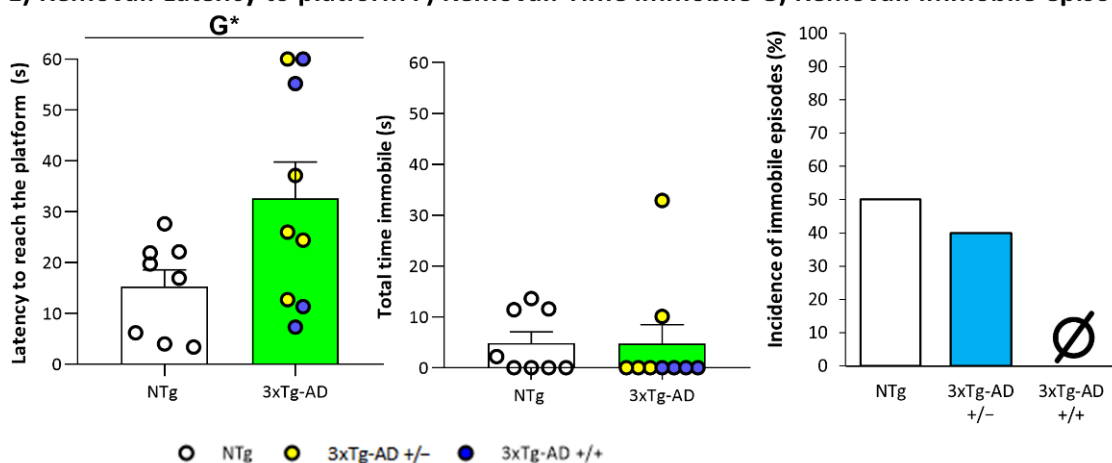 Removal: Latency to platform F) Removal: Time immobile G) Removal: Immobile
G*
Latency to reach the platform (s)
60
50
40
30
20
10
0
NTg
3xTg-AD
Total time immobile (s)
60
50
40
30
20
10
0
NTg
3xTg-AD
Incidence of immobile episodes (%)
100
90
80
70
60
50
40
30
20
10
0
Ø
NTg
3xTg-AD
+/−
3xTg-AD
+/+
NTg
3xTg-AD +/−
3xTg-AD +/+